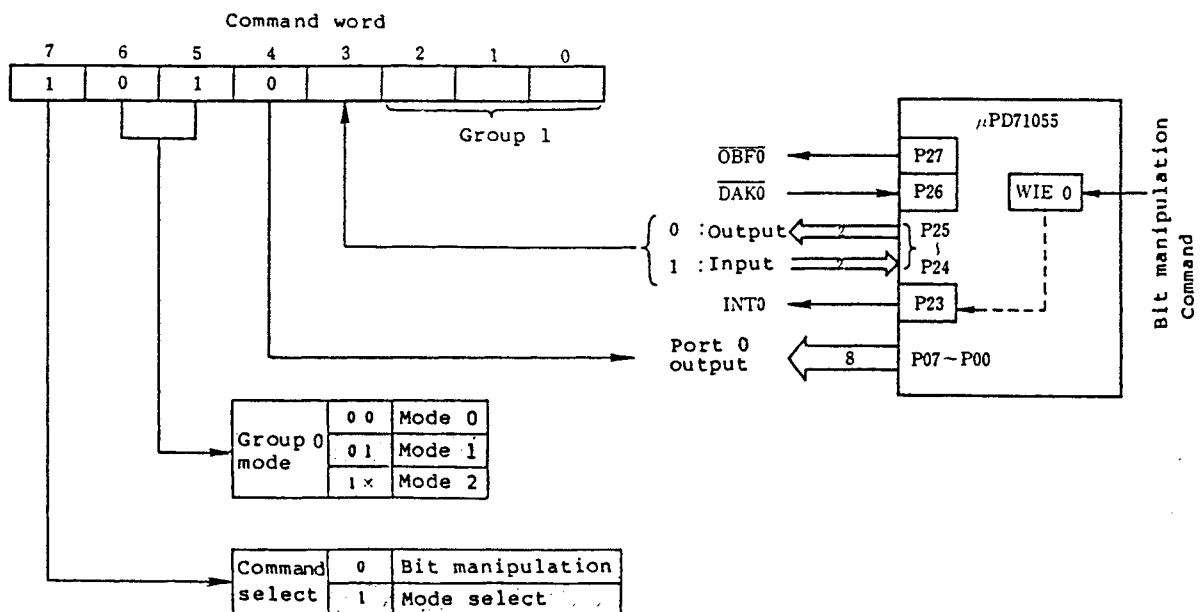 Command word
7 6 5 4 3 2 1 0
1 0 1 0
Group 1
μPD71055
OBF0
P27
DAK0
P26
WIE 0
0 :Output
2
P25
~
1 :Input
2
P24
INT0
P23
Port 0
output
8
P07~P00
Bit manipulation
Command
Group 0
mode
0 0 Mode 0
0 1 Mode 1
1 × Mode 2
Command
select
0 Bit manipulation
1 Mode select